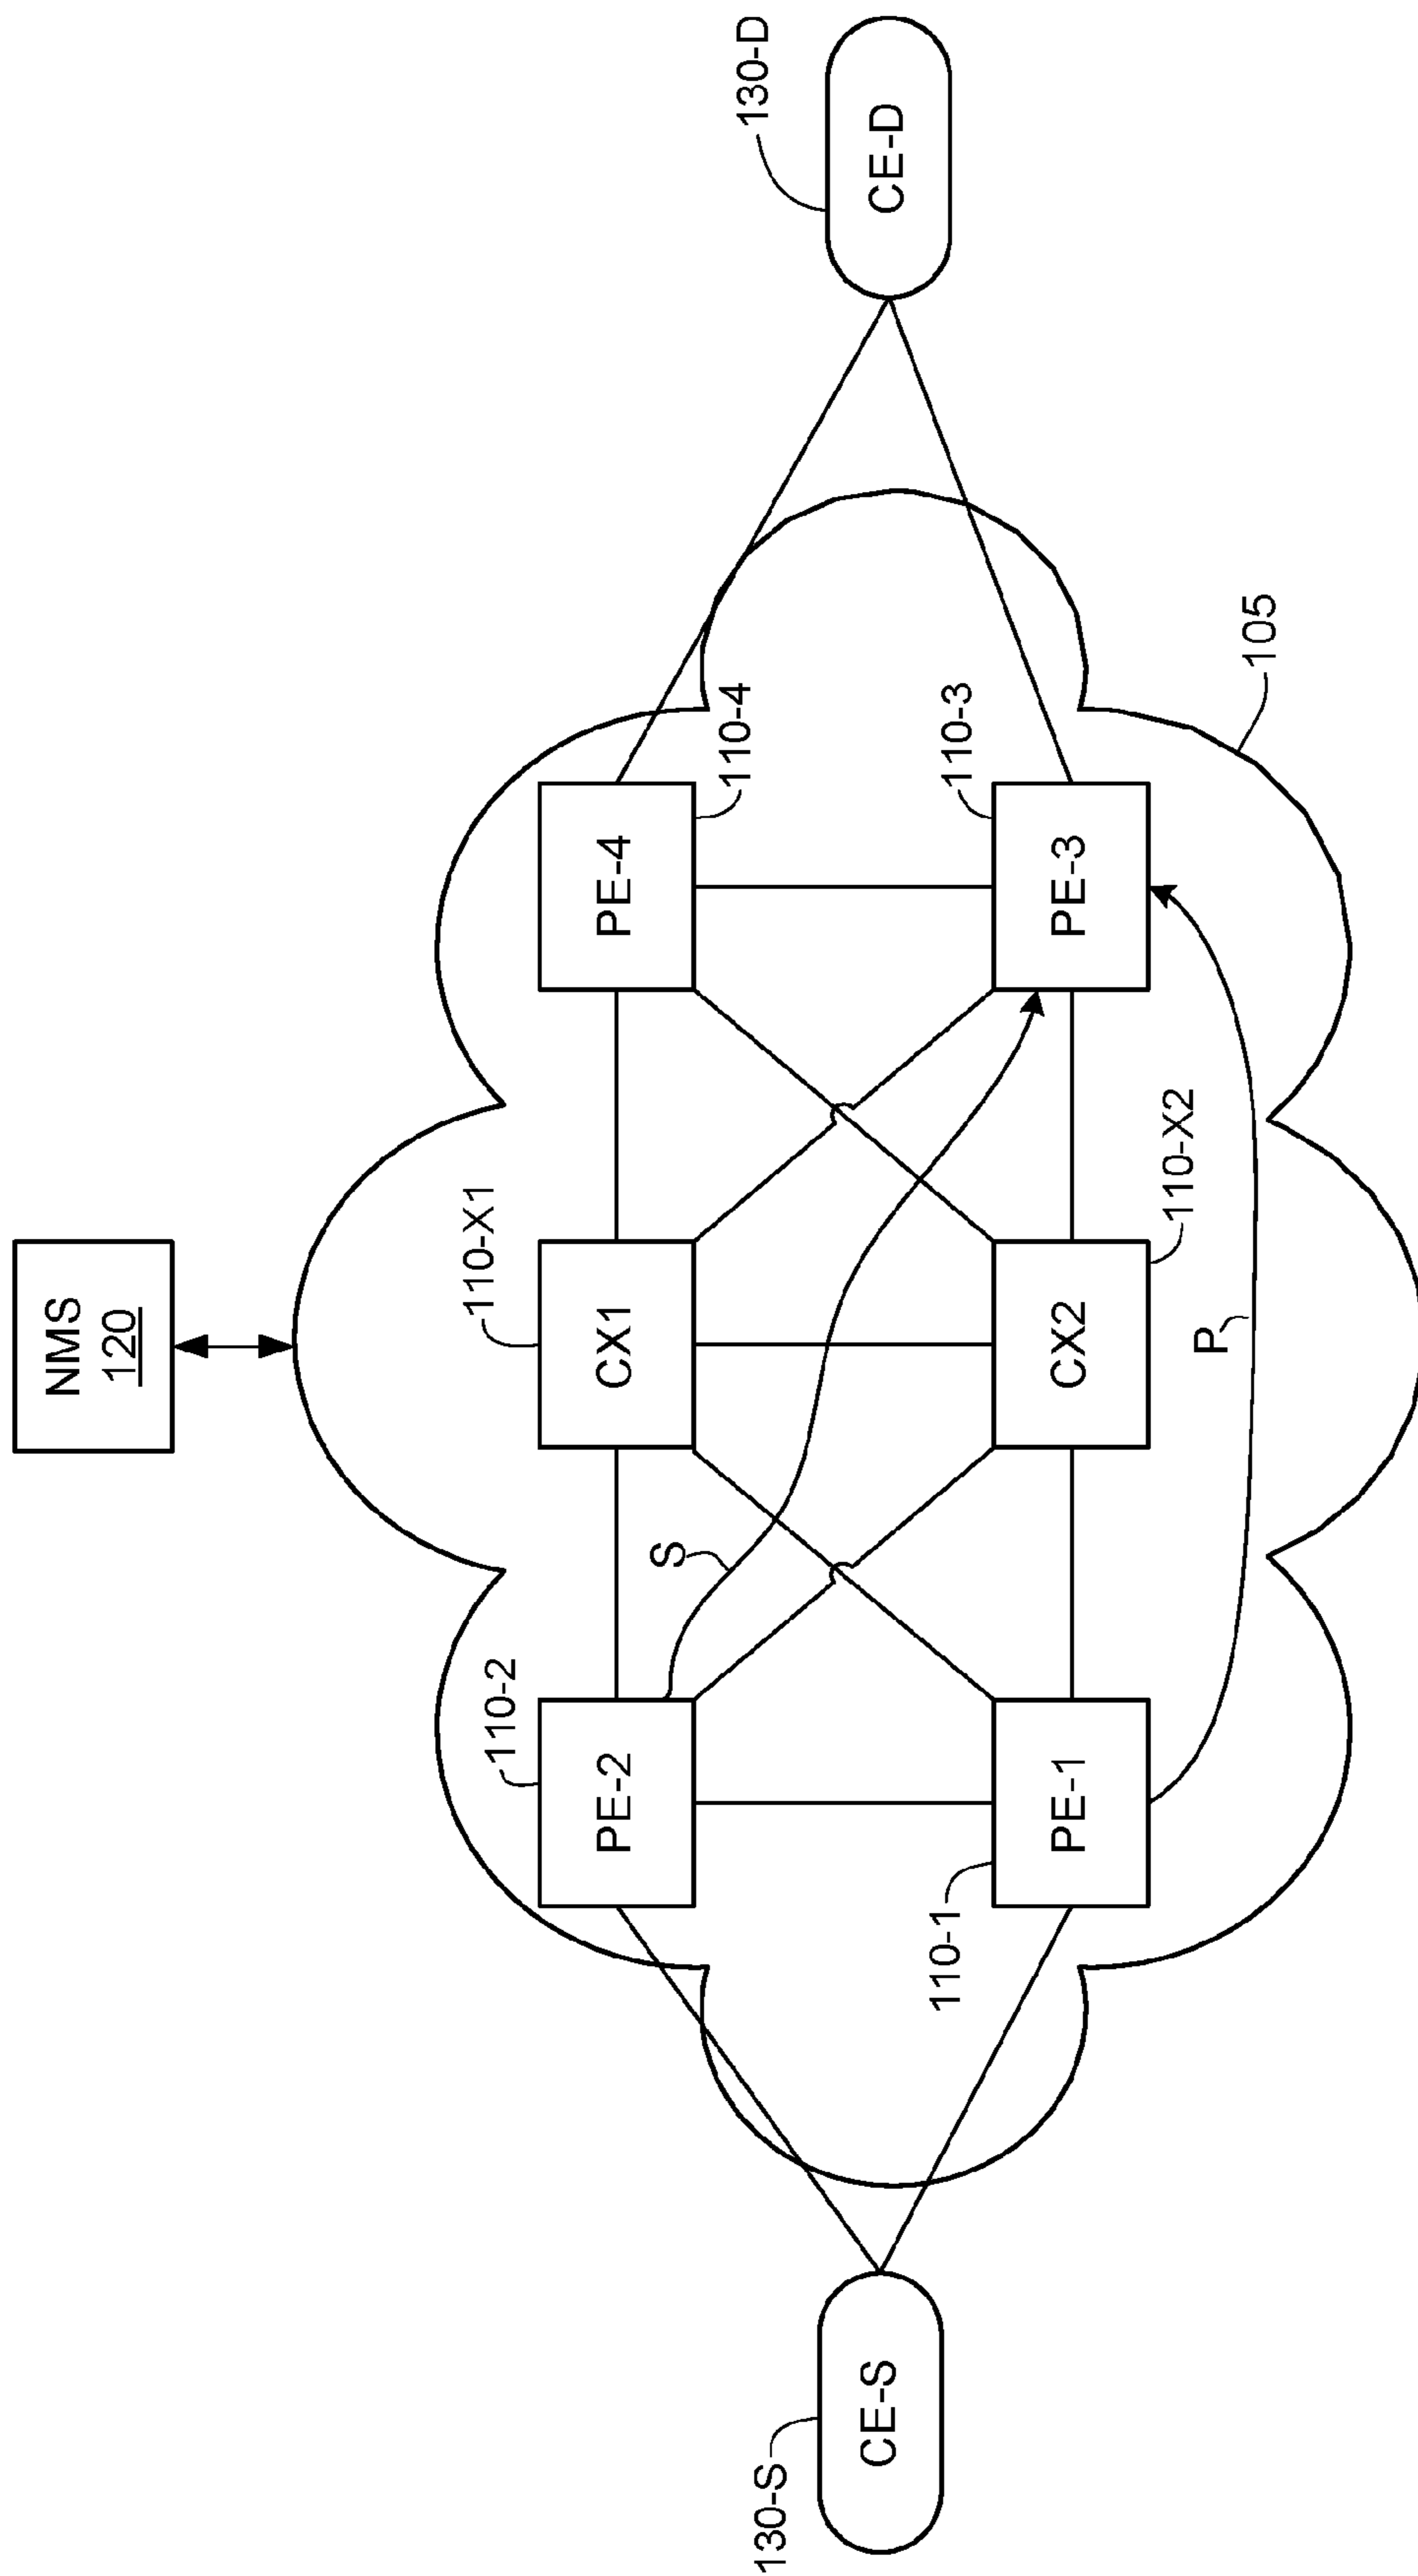 NMS
120
110-X1
110-2
PE-2
CX1
PE-4
110-4
S
130-D
130-S
CE-S
CE-D
110-1
110-3
PE-1
CX2
PE-3
110-X2
P
105